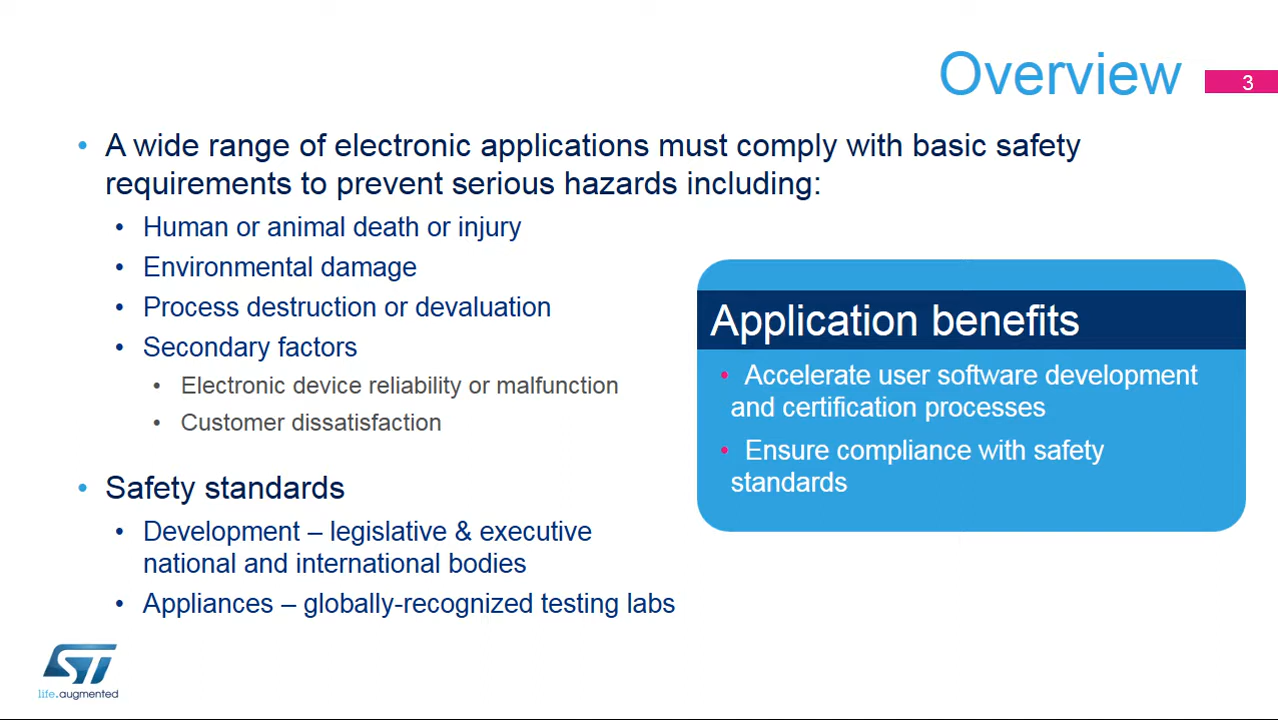 Overview
3
• A wide range of electronic applications must comply with basic safety
requirements to prevent serious hazards including:
• Human or animal death or injury
• Environmental damage
• Process destruction or devaluation
• Secondary factors
• Electronic device reliability or malfunction
• Customer dissatisfaction
• Safety standards
• Development – legislative & executive
national and international bodies
• Appliances – globally-recognized testing labs
Application benefits
• Accelerate user software development
and certification processes
• Ensure compliance with safety
standards
ST
life.augmented